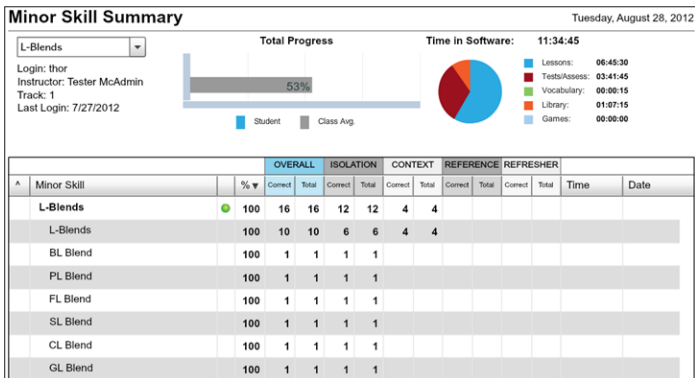 Minor Skill Summary
Tuesday, August 28, 2012
L-Blends
Login: thor
Instructor: Tester McAdmin
Track: 1
Last Login: 7/27/2012
Total Progress
53%
Student Class Avg.
Time in Software: 11:34:45
Lessons: 06:45:30
Tests/Assess: 03:41:45
Vocabulary: 00:00:15
Library: 01:07:15
Games: 00:00:00
OVERALL ISOLATION CONTEXT REFERENCE REFRESHER
^ Minor Skill % ▼ Correct Total Correct Total Correct Total Correct Total Correct Total Time Date
L-Blends 100 16 16 12 12 4 4
L-Blends 100 10 10 6 6 4 4
BL Blend 100 1 1 1 1
PL Blend 100 1 1 1 1
FL Blend 100 1 1 1 1
SL Blend 100 1 1 1 1
CL Blend 100 1 1 1 1
GL Blend 100 1 1 1 1